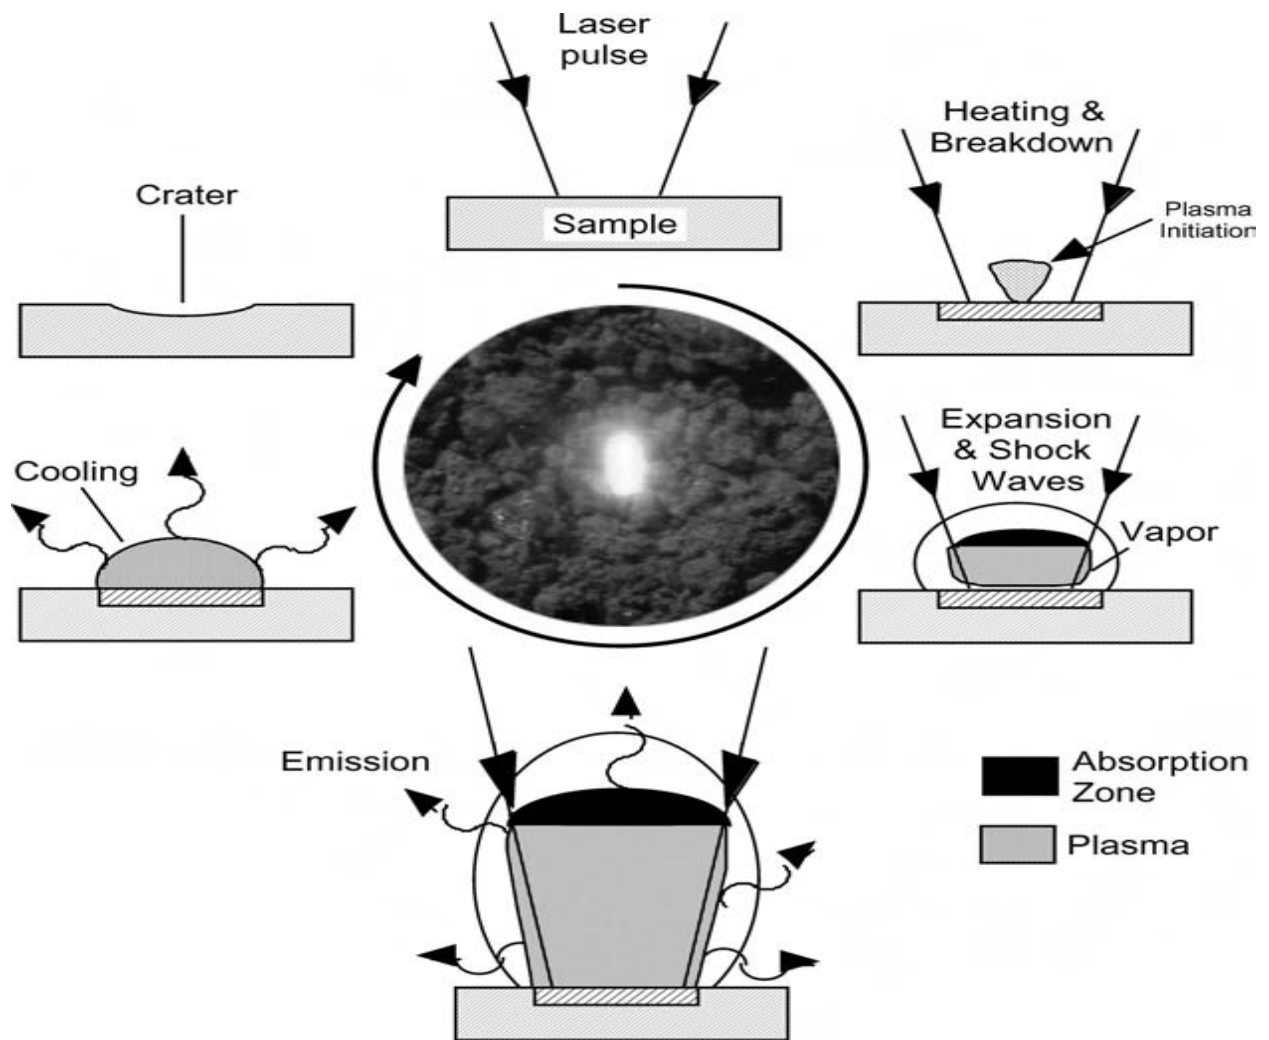 Laser
pulse
Sample
Heating &
Breakdown
Plasma
Initiation
Expansion
& Shock
Waves
Vapor
Emission
Cooling
Crater
Absorption
Zone
Plasma